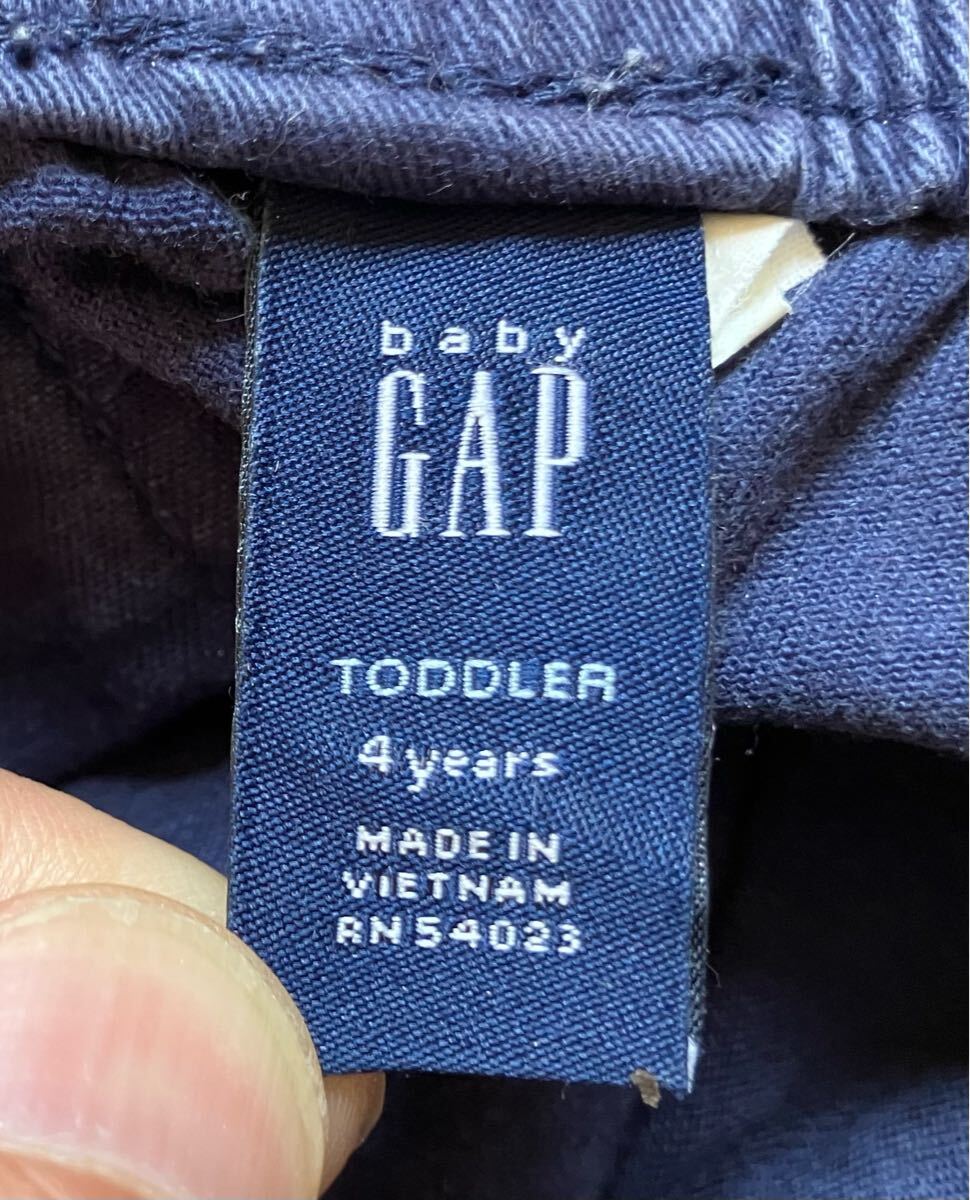 baby
GAP
TODDLER
4 years
MADE IN
VIETNAM
RN 54023